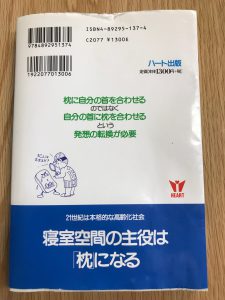 ISBN4-89295-137-4
C2077 ¥1300E
9784892951374
1922077013006
ハート出版
定価:本体1300円+税
枕に自分の首を合わせる
のではなく
自分の首に枕を合わせる
という
発想の転換が必要
HEART
21世紀は本格的な高齢化社会
寝室空間の主役は
「枕」になる